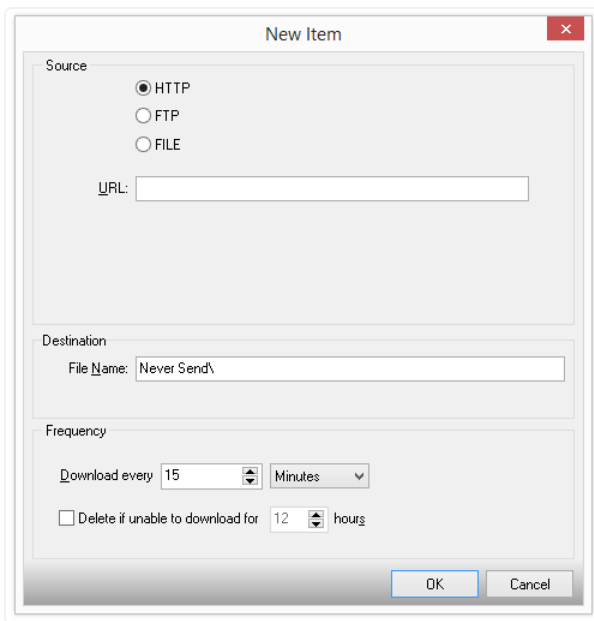 New Item
Source
HTTP
FTP
FILE
URL:
Destination
File Name: Never Send\
Frequency
Download every 15 Minutes
Delete if unable to download for 12 hours
OK Cancel